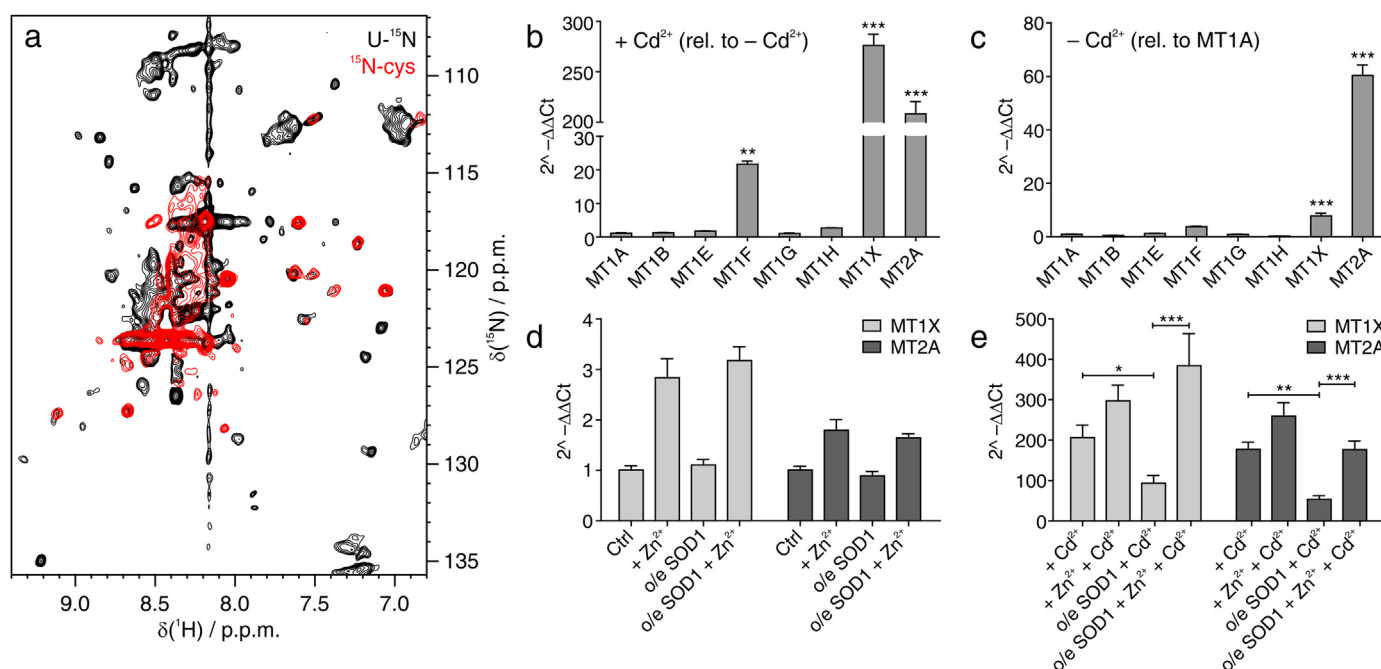 a
U-¹⁵N
¹⁵N-cys
110
115
120
125
130
135
δ(¹⁵N) / p.p.m.
9.0 8.5 8.0 7.5 7.0
δ(¹H) / p.p.m.
b
+ Cd²⁺ (rel. to – Cd²⁺)
300
250
200
30
20
10
0
2^ –ΔΔCt
**
***
***
MT1A MT1B MT1E MT1F MT1G MT1H MT1X MT2A
c
– Cd²⁺ (rel. to MT1A)
80
60
40
20
0
2^ –ΔΔCt
***
***
MT1A MT1B MT1E MT1F MT1G MT1H MT1X MT2A
d
MT1X
MT2A
4
3
2
1
0
2^ –ΔΔCt
Ctrl + Zn²⁺ o/e SOD1 o/e SOD1 + Zn²⁺ Ctrl + Zn²⁺ o/e SOD1 o/e SOD1 + Zn²⁺
e
MT1X
MT2A
500
400
300
200
100
0
2^ –ΔΔCt
*
***
**
***
+ Cd²⁺ + Zn²⁺ + Cd²⁺ o/e SOD1 + Cd²⁺ o/e SOD1 + Zn²⁺ + Cd²⁺ + Cd²⁺ + Zn²⁺ + Cd²⁺ o/e SOD1 + Cd²⁺ o/e SOD1 + Zn²⁺ + Cd²⁺